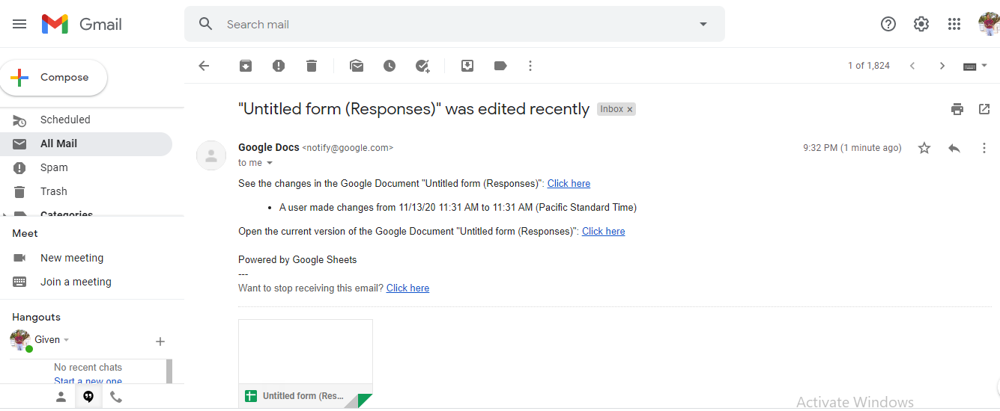 Gmail
Search mail
Compose
1 of 1,824
Scheduled
All Mail
Spam
Trash
Categories
Meet
New meeting
Join a meeting
Hangouts
Given
No recent chats
Start a new one
"Untitled form (Responses)" was edited recently Inbox x
Google Docs <notify@google.com> 9:32 PM (1 minute ago)
to me
See the changes in the Google Document "Untitled form (Responses)": Click here
• A user made changes from 11/13/20 11:31 AM to 11:31 AM (Pacific Standard Time)
Open the current version of the Google Document "Untitled form (Responses)": Click here
Powered by Google Sheets
---
Want to stop receiving this email? Click here
Untitled form (Res...
Activate Windows